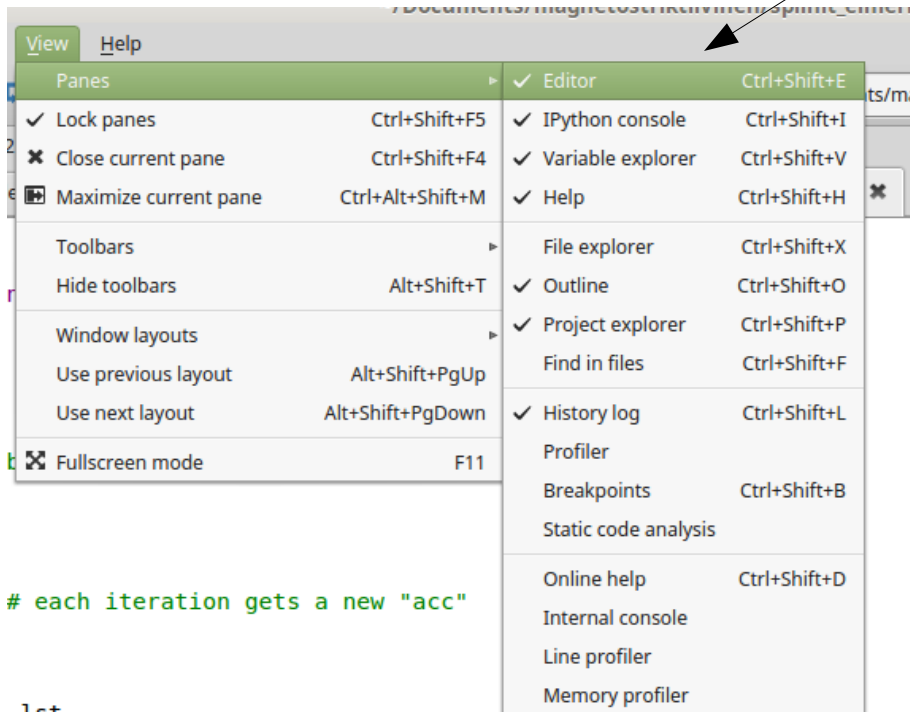 View Help
Panes
Lock panes Ctrl+Shift+F5
Close current pane Ctrl+Shift+F4
Maximize current pane Ctrl+Alt+Shift+M
Toolbars
Hide toolbars Alt+Shift+T
Window layouts
Use previous layout Alt+Shift+PgUp
Use next layout Alt+Shift+PgDown
Fullscreen mode F11
Editor Ctrl+Shift+E
IPython console Ctrl+Shift+I
Variable explorer Ctrl+Shift+V
Help Ctrl+Shift+H
File explorer Ctrl+Shift+X
Outline Ctrl+Shift+O
Project explorer Ctrl+Shift+P
Find in files Ctrl+Shift+F
History log Ctrl+Shift+L
Profiler
Breakpoints Ctrl+Shift+B
Static code analysis
Online help Ctrl+Shift+D
Internal console
Line profiler
Memory profiler
# each iteration gets a new "acc"